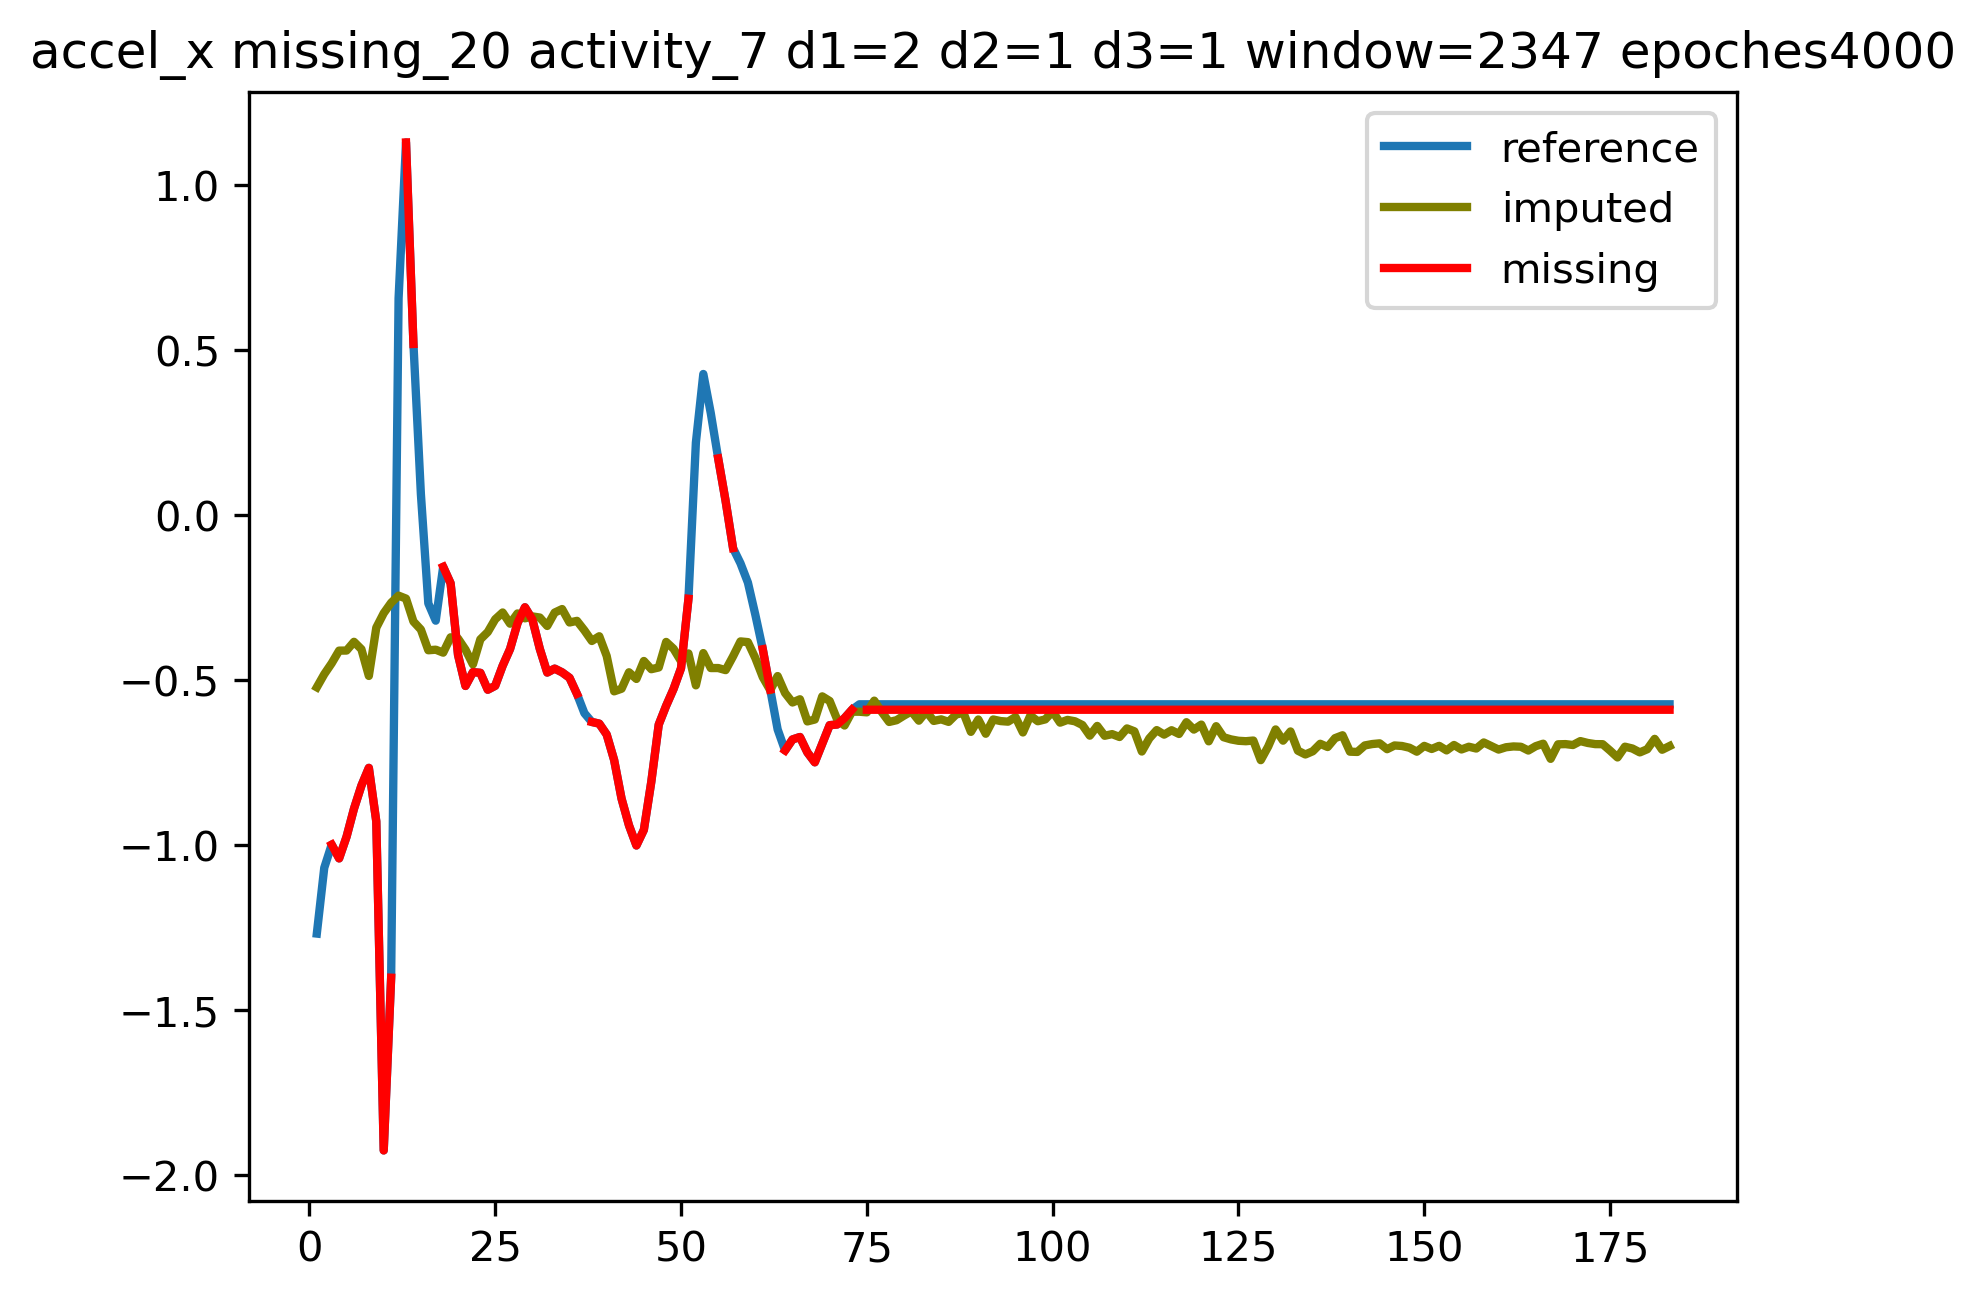 accel_x missing_20 activity_7 d1=2 d2=1 d3=1 window=2347 epoches4000
reference
imputed
missing
1.0
0.5
0.0
−0.5
−1.0
−1.5
−2.0
0 25 50 75 100 125 150 175